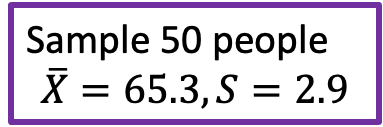 Sample 50 people
X̄ = 65.3, S = 2.9